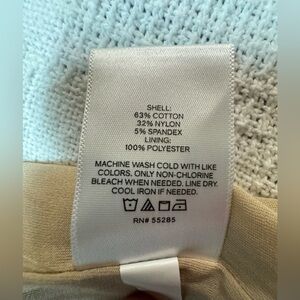 SHELL:
63% COTTON
32% NYLON
5% SPANDEX
LINING:
100% POLYESTER
MACHINE WASH COLD WITH LIKE
COLORS. ONLY NON-CHLORINE
BLEACH WHEN NEEDED. LINE DRY.
COOL IRON IF NEEDED.
RN# 55285